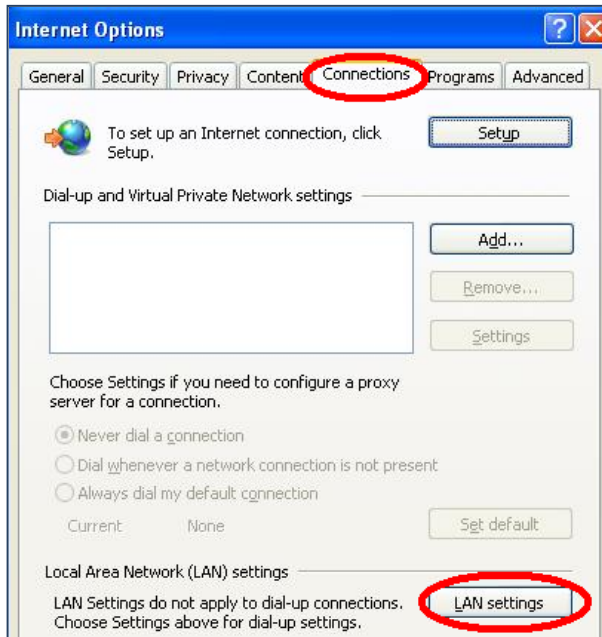 Internet Options
General Security Privacy Content Connections Programs Advanced
To set up an Internet connection, click
Setup.
Setup
Dial-up and Virtual Private Network settings
Add...
Remove...
Settings
Choose Settings if you need to configure a proxy
server for a connection.
Never dial a connection
Dial whenever a network connection is not present
Always dial my default connection
Current None
Set default
Local Area Network (LAN) settings
LAN Settings do not apply to dial-up connections.
Choose Settings above for dial-up settings.
LAN settings